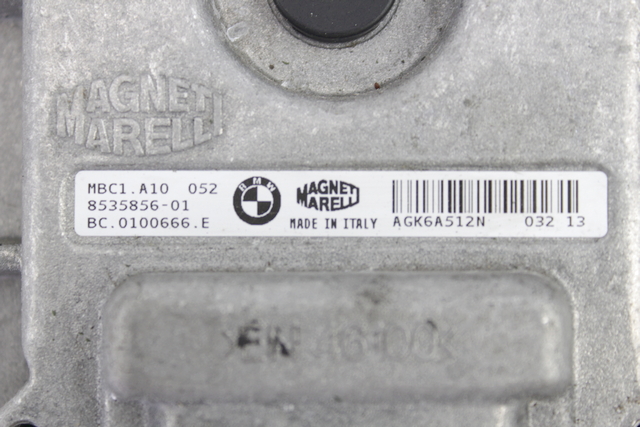 MAGNETI
MARELLI
MBC1.A10 052
8535856-01
BC.0100666.E
BMW
MAGNETI
MARELLI
MADE IN ITALY
AGK6A512N 032 13